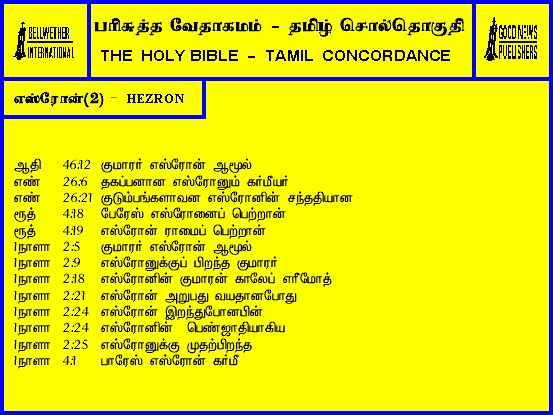 BELLWETHER
INTERNATIONAL
பரிசுத்த வேதாகமம் - தமிழ் சொல்தொகுதி
THE HOLY BIBLE - TAMIL CONCORDANCE
GOOD NEWS
PUBLISHERS
எஸ்ரோன்(2) - HEZRON
ஆதி 46:12 குமாரர் எஸ்ரோன் ஆமூல்
எண் 26:6 தகப்பனான எஸ்ரோனும் கர்மீயர்
எண் 26:21 குடும்பங்களாவன எஸ்ரோனின் சந்ததியான
ரூத் 4:18 பேரேஸ் எஸ்ரோனைப் பெற்றான்
ரூத் 4:19 எஸ்ரோன் ராமைப் பெற்றான்
1நாளா 2:5 குமாரர் எஸ்ரோன் ஆமூல்
1நாளா 2:9 எஸ்ரோனுக்குப் பிறந்த குமாரர்
1நாளா 2:18 எஸ்ரோனின் குமாரன் காலேப் எரீமோத்
1நாளா 2:21 எஸ்ரோன் அறுபது வயதானபோது
1நாளா 2:24 எஸ்ரோன் இறந்துபோனபின்
1நாளா 2:24 எஸ்ரோனின் பெண்ஜாதியாகிய
1நாளா 2:25 எஸ்ரோனுக்கு முதற்பிறந்த
1நாளா 4:1 பாரேஸ் எஸ்ரோன் கர்மீ